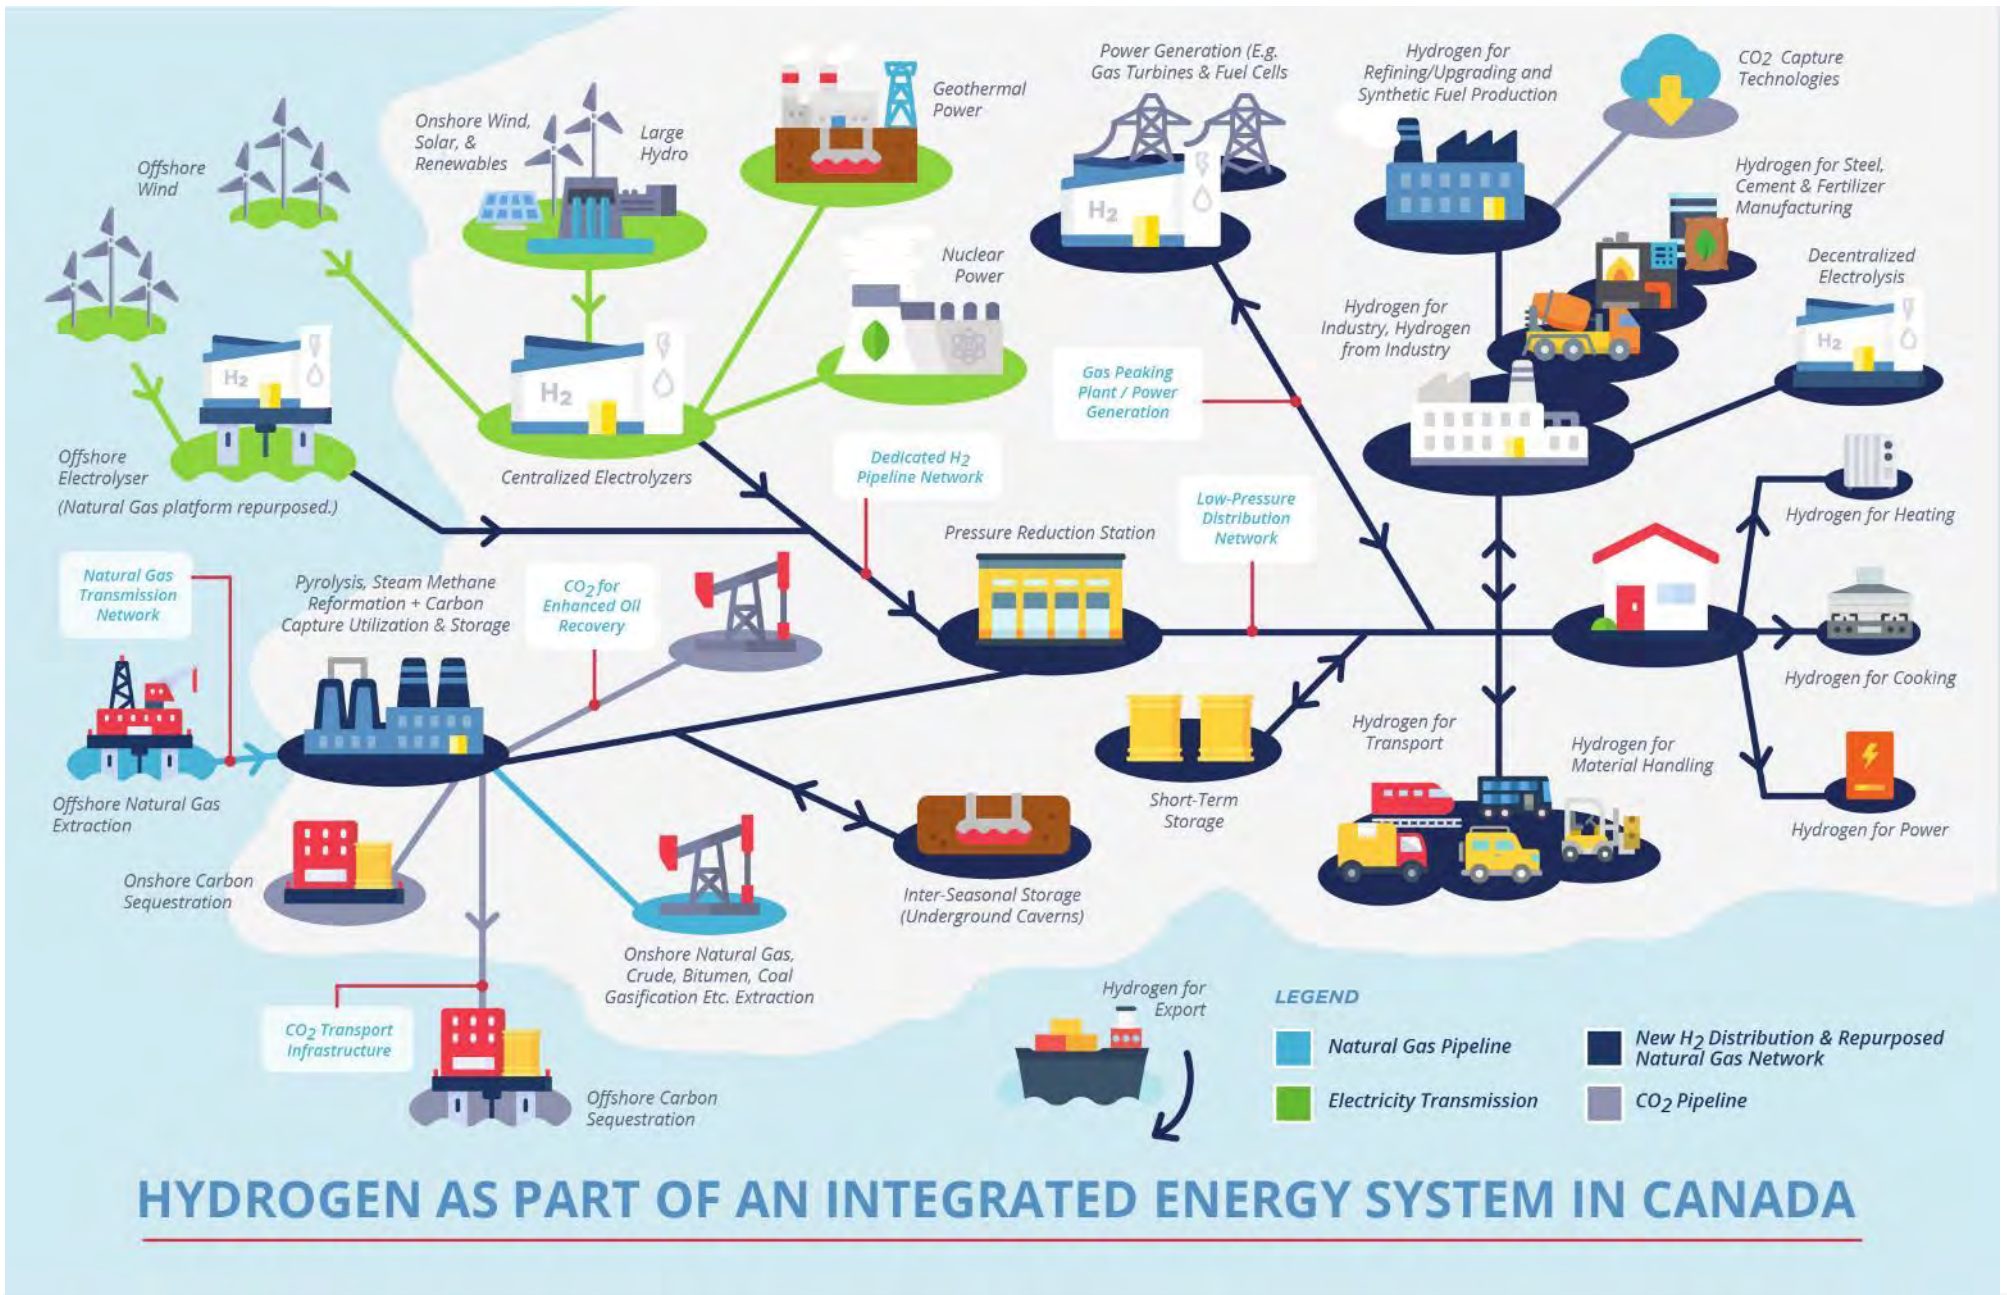 Offshore
Wind
Onshore Wind,
Solar, &
Renewables
Large
Hydro
Geothermal
Power
Nuclear
Power
Power Generation (E.g.
Gas Turbines & Fuel Cells
Hydrogen for
Refining/Upgrading and
Synthetic Fuel Production
CO2 Capture
Technologies
Hydrogen for Steel,
Cement & Fertilizer
Manufacturing
Decentralized
Electrolysis
Hydrogen for
Industry, Hydrogen
from Industry
H2
H2
H2
H2
Gas Peaking
Plant / Power
Generation
Offshore
Electrolyser
(Natural Gas platform repurposed.)
Centralized Electrolyzers
Dedicated H2
Pipeline Network
Low-Pressure
Distribution
Network
Pressure Reduction Station
Hydrogen for Heating
Hydrogen for Cooking
Hydrogen for Power
Natural Gas
Transmission
Network
Pyrolysis, Steam Methane
Reformation + Carbon
Capture Utilization & Storage
CO2 for
Enhanced Oil
Recovery
Offshore Natural Gas
Extraction
Onshore Carbon
Sequestration
Short-Term
Storage
Hydrogen for
Transport
Hydrogen for
Material Handling
Inter-Seasonal Storage
(Underground Caverns)
Onshore Natural Gas,
Crude, Bitumen, Coal
Gasification Etc. Extraction
CO2 Transport
Infrastructure
Offshore Carbon
Sequestration
Hydrogen for
Export
LEGEND
Natural Gas Pipeline
Electricity Transmission
New H2 Distribution & Repurposed
Natural Gas Network
CO2 Pipeline
HYDROGEN AS PART OF AN INTEGRATED ENERGY SYSTEM IN CANADA